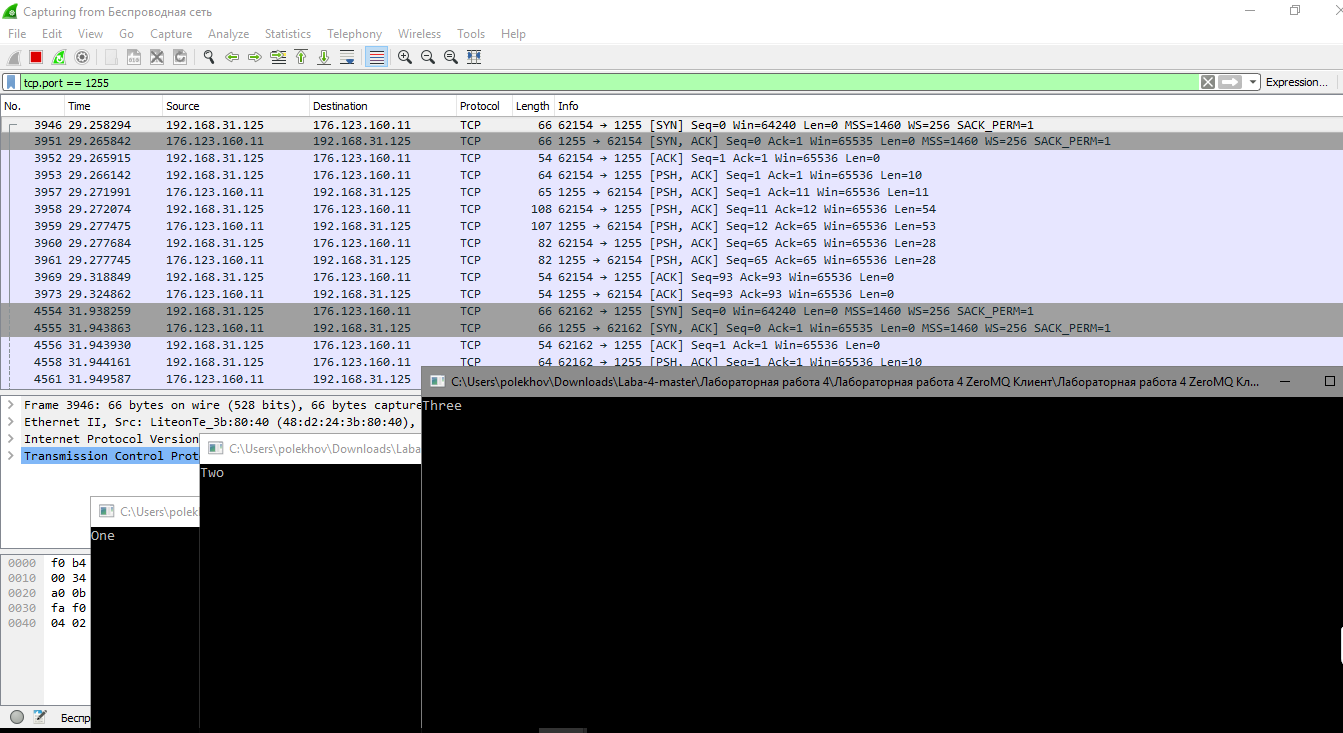 Capturing from Беспроводная сеть
File Edit View Go Capture Analyze Statistics Telephony Wireless Tools Help
tcp.port == 1255
Expression...
No. Time Source Destination Protocol Length Info
3946 29.258294 192.168.31.125 176.123.160.11 TCP 66 62154 → 1255 [SYN] Seq=0 Win=64240 Len=0 MSS=1460 WS=256 SACK_PERM=1
3951 29.265842 176.123.160.11 192.168.31.125 TCP 66 1255 → 62154 [SYN, ACK] Seq=0 Ack=1 Win=65535 Len=0 MSS=1460 WS=256 SACK_PERM=1
3952 29.265915 192.168.31.125 176.123.160.11 TCP 54 62154 → 1255 [ACK] Seq=1 Ack=1 Win=65536 Len=0
3953 29.266142 192.168.31.125 176.123.160.11 TCP 64 62154 → 1255 [PSH, ACK] Seq=1 Ack=1 Win=65536 Len=10
3957 29.271991 176.123.160.11 192.168.31.125 TCP 65 1255 → 62154 [PSH, ACK] Seq=1 Ack=11 Win=65536 Len=11
3958 29.272074 192.168.31.125 176.123.160.11 TCP 108 62154 → 1255 [PSH, ACK] Seq=11 Ack=12 Win=65536 Len=54
3959 29.277475 176.123.160.11 192.168.31.125 TCP 107 1255 → 62154 [PSH, ACK] Seq=12 Ack=65 Win=65536 Len=53
3960 29.277684 192.168.31.125 176.123.160.11 TCP 82 62154 → 1255 [PSH, ACK] Seq=65 Ack=65 Win=65536 Len=28
3961 29.277745 176.123.160.11 192.168.31.125 TCP 82 1255 → 62154 [PSH, ACK] Seq=65 Ack=65 Win=65536 Len=28
3969 29.318849 192.168.31.125 176.123.160.11 TCP 54 62154 → 1255 [ACK] Seq=93 Ack=93 Win=65536 Len=0
3973 29.324862 176.123.160.11 192.168.31.125 TCP 54 1255 → 62154 [ACK] Seq=93 Ack=93 Win=65536 Len=0
4554 31.938259 192.168.31.125 176.123.160.11 TCP 66 62162 → 1255 [SYN] Seq=0 Win=64240 Len=0 MSS=1460 WS=256 SACK_PERM=1
4555 31.943863 176.123.160.11 192.168.31.125 TCP 66 1255 → 62162 [SYN, ACK] Seq=0 Ack=1 Win=65535 Len=0 MSS=1460 WS=256 SACK_PERM=1
4556 31.943930 192.168.31.125 176.123.160.11 TCP 54 62162 → 1255 [ACK] Seq=1 Ack=1 Win=65536 Len=0
4558 31.944161 192.168.31.125 176.123.160.11 TCP 64 62162 → 1255 [PSH, ACK] Seq=1 Ack=1 Win=65536 Len=10
4561 31.949587 176.123.160.11 192.168.31.125
C:\Users\polekhov\Downloads\Laba-4-master\Лабораторная работа 4\Лабораторная работа 4 ZeroMQ Клиент\Лабораторная работа 4 ZeroMQ Кл...
Three
Frame 3946: 66 bytes on wire (528 bits), 66 bytes capture
Ethernet II, Src: LiteonTe_3b:80:40 (48:d2:24:3b:80:40),
Internet Protocol Version
Transmission Control Prot
C:\Users\polekhov\Downloads\Laba
Two
C:\Users\polekh
One
0000 f0 b4
0010 00 34
0020 a0 0b
0030 fa f0
0040 04 02
Беспр